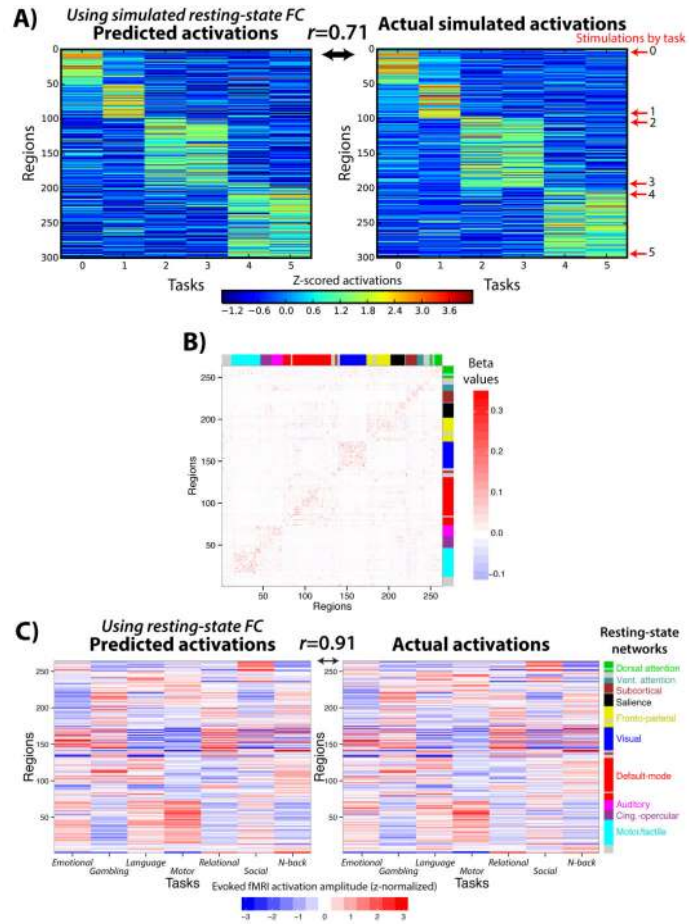 A)
Using simulated resting-state FC
Predicted activations
r=0.71
Actual simulated activations
Stimulations by task
Regions
0
50
100
150
200
250
300
0 1 2 3 4 5
Tasks
Regions
0
50
100
150
200
250
300
0 1 2 3 4 5
Tasks
0
1
2
3
4
5
Z-scored activations
−1.2 −0.6 0.0 0.6 1.2 1.8 2.4 3.0 3.6
B)
Regions
250
200
150
100
50
50 100 150 200 250
Regions
Beta
values
0.3
0.2
0.1
0.0
−0.1
C)
Using resting-state FC
Predicted activations
r=0.91
Actual activations
Resting-state
networks
Regions
250
200
150
100
50
Emotional Gambling Language Motor Relational Social N-back
Tasks
Regions
250
200
150
100
50
Emotional Gambling Language Motor Relational Social N-back
Tasks
Dorsal attention
Vent. attention
Subcortical
Salience
Fronto-parietal
Visual
Default-mode
Auditory
Cing.-opercular
Motor/tactile
Evoked fMRI activation amplitude (z-normalized)
−3 −2 −1 0 1 2 3